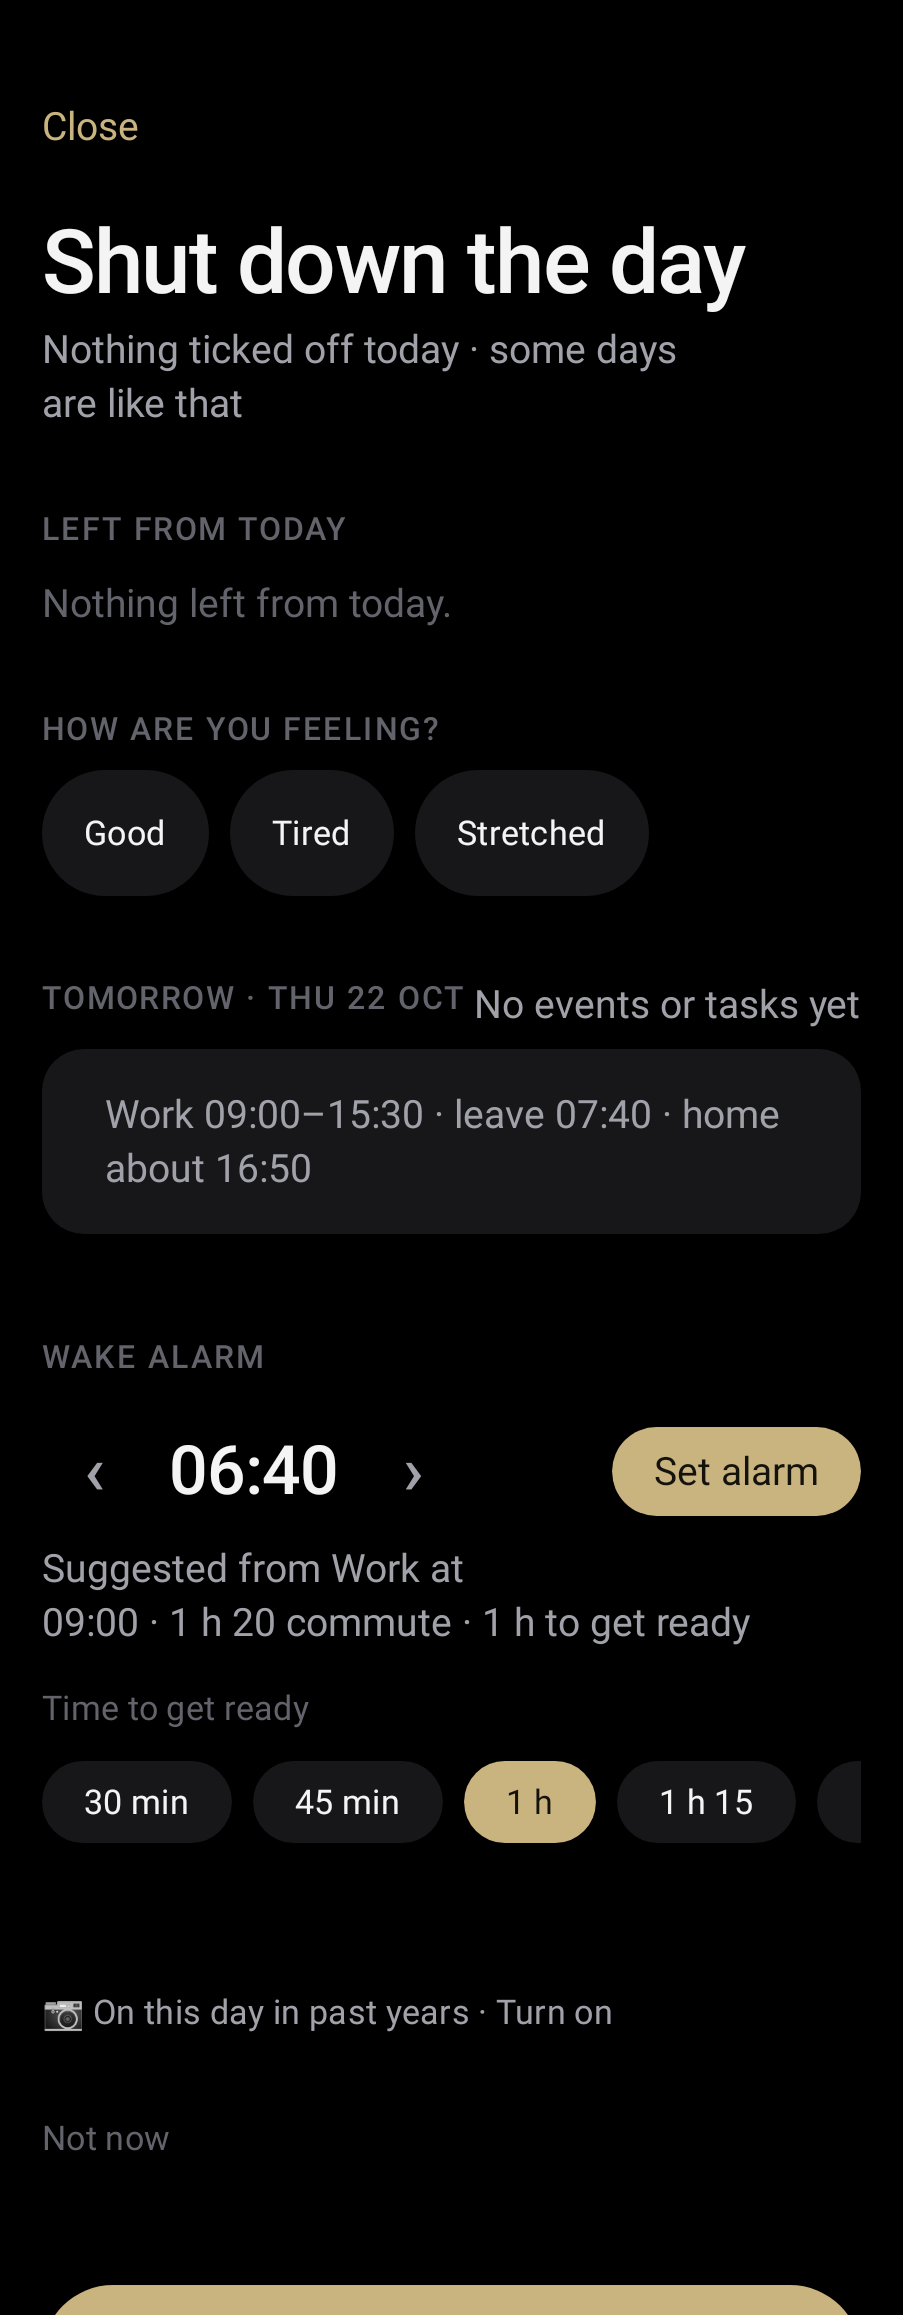 Close
Shut down the day
Nothing ticked off today · some days
are like that
LEFT FROM TODAY
Nothing left from today.
HOW ARE YOU FEELING?
Good
Tired
Stretched
TOMORROW · THU 22 OCT No events or tasks yet
Work 09:00–15:30 · leave 07:40 · home
about 16:50
WAKE ALARM
‹ 06:40 › Set alarm
Suggested from Work at
09:00 · 1 h 20 commute · 1 h to get ready
Time to get ready
30 min
45 min
1 h
1 h 15
📷 On this day in past years · Turn on
Not now